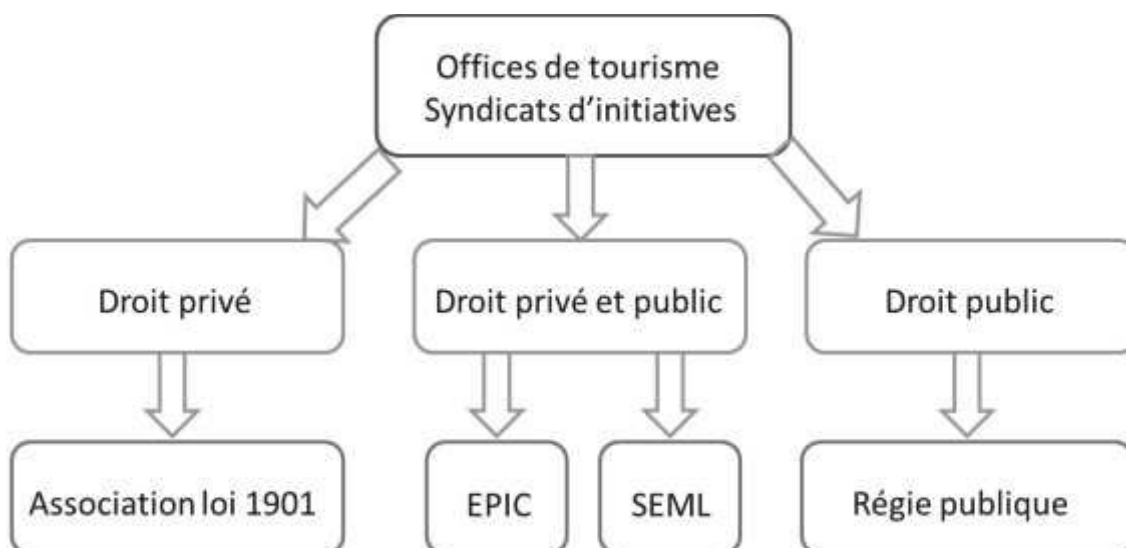 Offices de tourisme
Syndicats d'initiatives
Droit privé
Droit privé et public
Droit public
Association loi 1901
EPIC
SEML
Régie publique